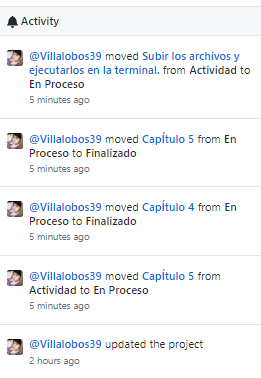 Activity
@Villalobos39 moved Subir los archivos y
ejecutarlos en la terminal. from Actividad to
En Proceso
5 minutes ago
@Villalobos39 moved CapÍtulo 5 from En
Proceso to Finalizado
5 minutes ago
@Villalobos39 moved CapÍtulo 4 from En
Proceso to Finalizado
5 minutes ago
@Villalobos39 moved CapÍtulo 5 from
Actividad to En Proceso
5 minutes ago
@Villalobos39 updated the project
2 hours ago